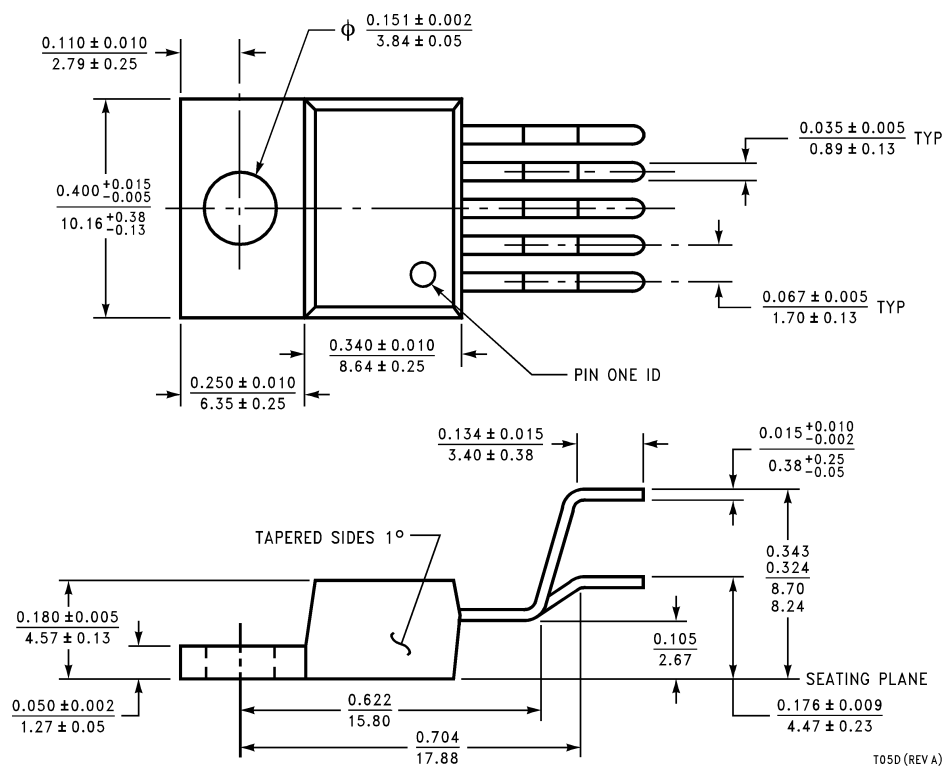 ϕ 0.151 ± 0.002
3.84 ± 0.05
0.110 ± 0.010
2.79 ± 0.25
0.035 ± 0.005 TYP
0.89 ± 0.13
0.400 +0.015 -0.005
10.16 +0.38 -0.13
0.067 ± 0.005 TYP
1.70 ± 0.13
0.340 ± 0.010
8.64 ± 0.25
PIN ONE ID
0.250 ± 0.010
6.35 ± 0.25
0.134 ± 0.015
3.40 ± 0.38
0.015 +0.010 -0.002
0.38 +0.25 -0.05
TAPERED SIDES 1°
0.343
0.324
8.70
8.24
0.180 ± 0.005
4.57 ± 0.13
0.105
2.67
SEATING PLANE
0.050 ± 0.002
1.27 ± 0.05
0.622
15.80
0.176 ± 0.009
4.47 ± 0.23
0.704
17.88
T05D (REV A)